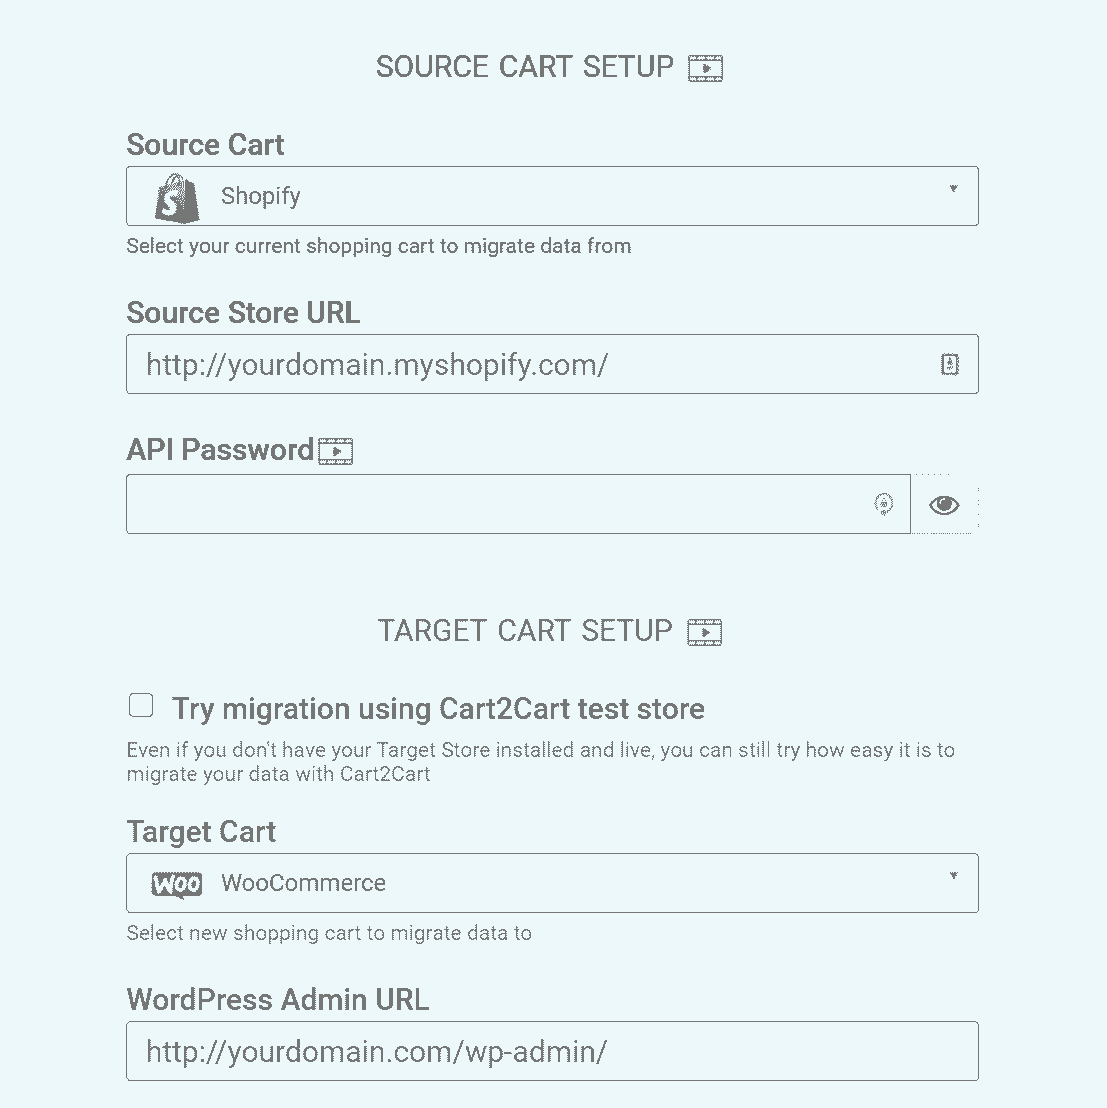 SOURCE CART SETUP
Source Cart
Shopify
Select your current shopping cart to migrate data from
Source Store URL
http://yourdomain.myshopify.com/
API Password
TARGET CART SETUP
Try migration using Cart2Cart test store
Even if you don't have your Target Store installed and live, you can still try how easy it is to
migrate your data with Cart2Cart
Target Cart
WOO WooCommerce
Select new shopping cart to migrate data to
WordPress Admin URL
http://yourdomain.com/wp-admin/